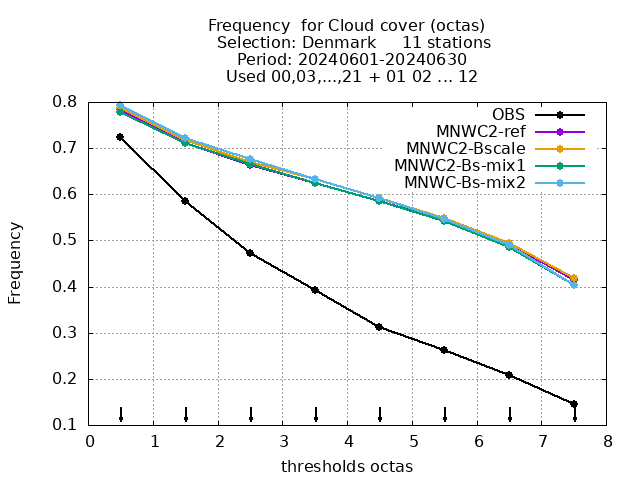 Frequency  for Cloud cover (octas)
Selection: Denmark     11 stations
Period: 20240601-20240630
Used 00,03,...,21 + 01 02 ... 12
OBS
MNWC2-ref
MNWC2-Bscale
MNWC2-Bs-mix1
MNWC-Bs-mix2
Frequency
0.8
0.7
0.6
0.5
0.4
0.3
0.2
0.1
0 1 2 3 4 5 6 7 8
thresholds octas